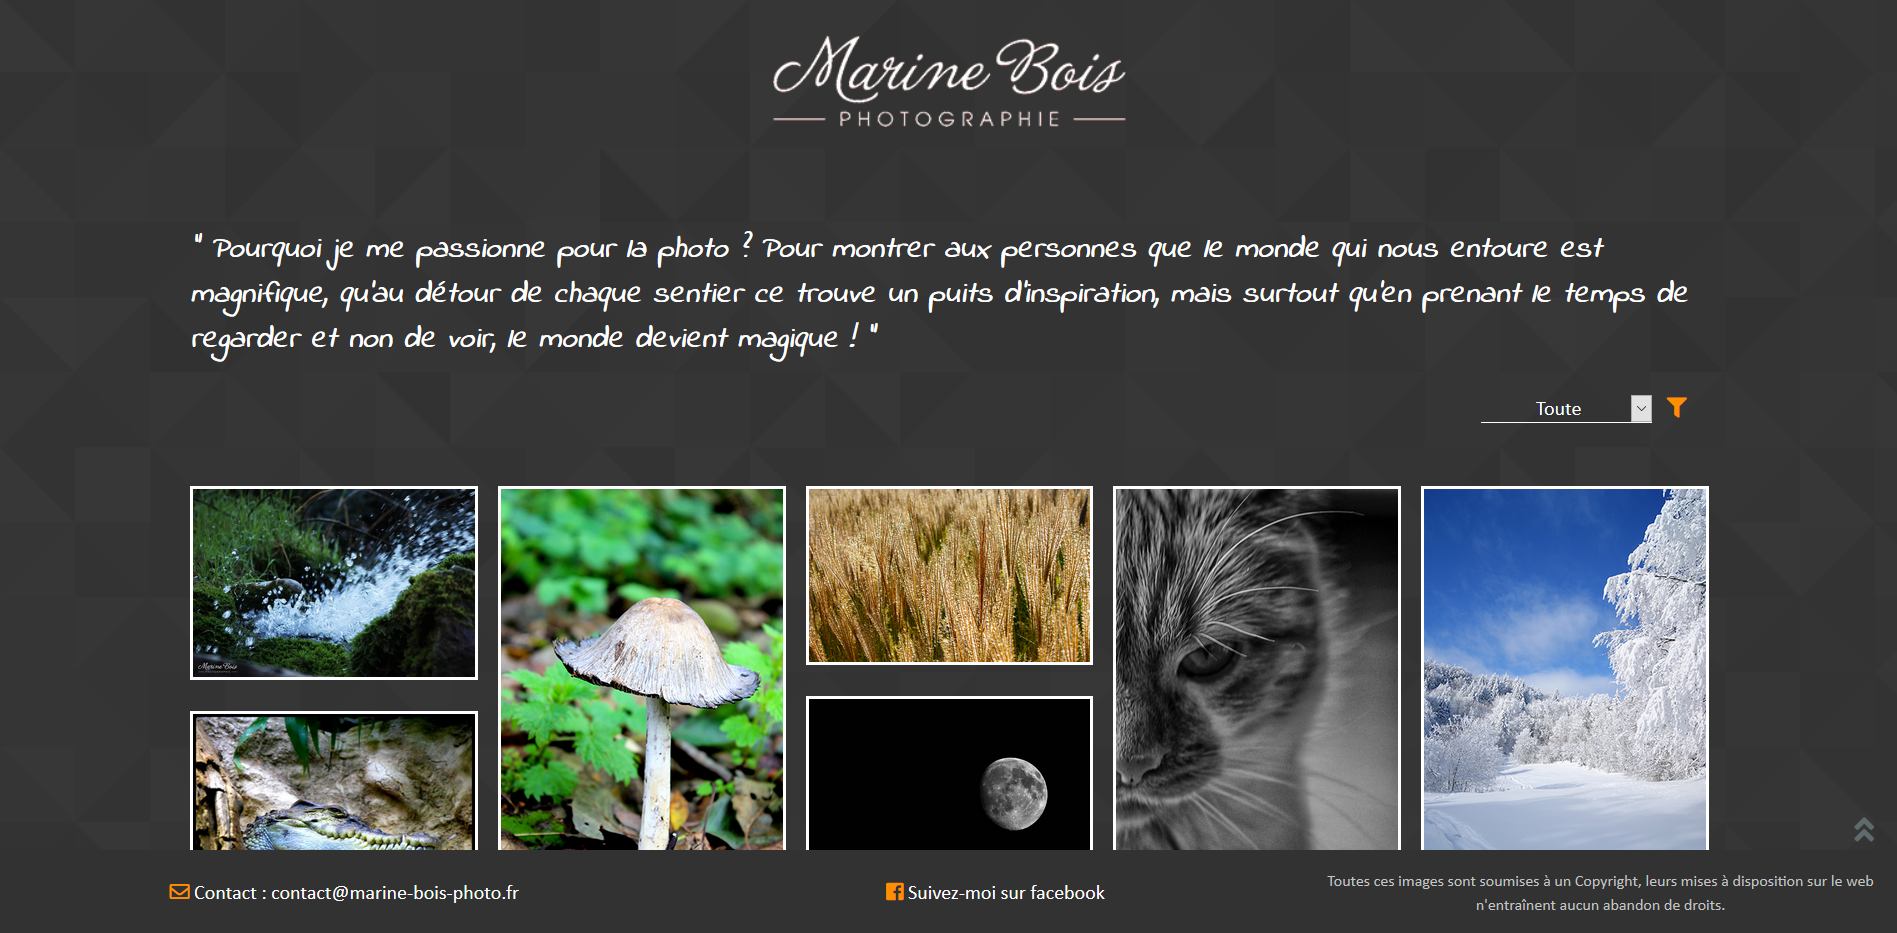 Marine Bois
PHOTOGRAPHIE
" Pourquoi je me passionne pour la photo ? Pour montrer aux personnes que le monde qui nous entoure est
magnifique, qu'au détour de chaque sentier ce trouve un puits d'inspiration, mais surtout qu'en prenant le temps de
regarder et non de voir, le monde devient magique ! "
Toute
Marine Bois
Contact : contact@marine-bois-photo.fr
Suivez-moi sur facebook
Toutes ces images sont soumises à un Copyright, leurs mises à disposition sur le web
n'entraînent aucun abandon de droits.